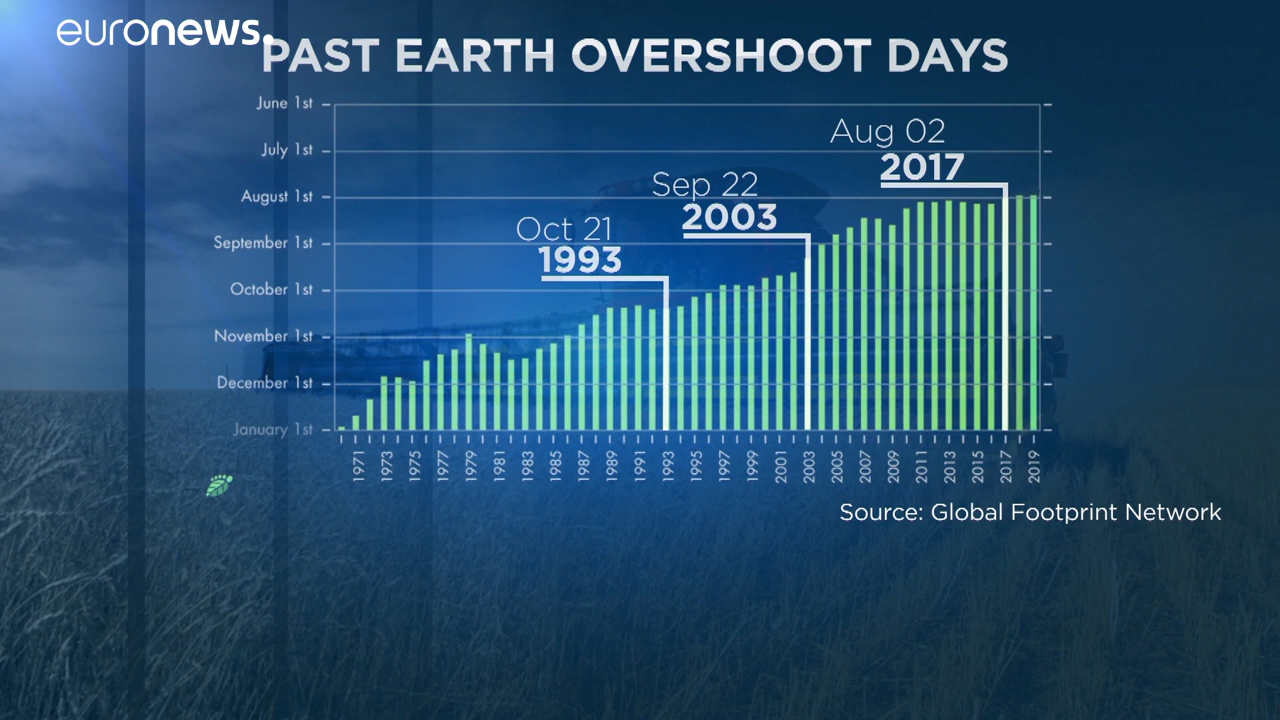 euronews.
PAST EARTH OVERSHOOT DAYS
June 1st
July 1st
August 1st
September 1st
October 1st
November 1st
December 1st
January 1st
Oct 21
1993
Sep 22
2003
Aug 02
2017
1971
1973
1975
1977
1979
1981
1983
1985
1987
1989
1991
1993
1995
1997
1999
2001
2003
2005
2007
2009
2011
2013
2015
2017
2019
Source: Global Footprint Network